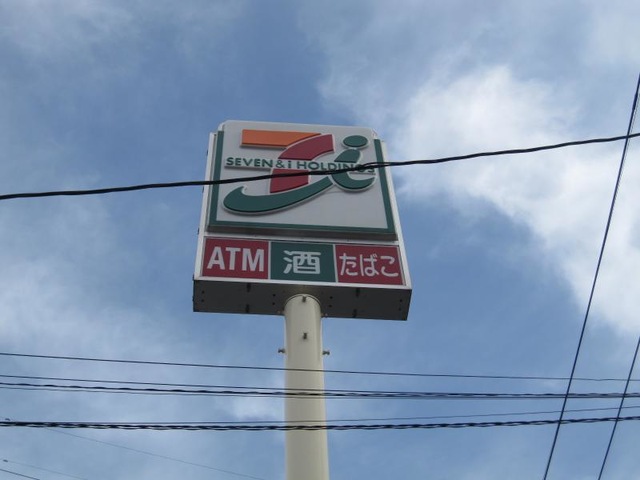 SEVEN & i HOLDINGS
ATM 酒 たばこ